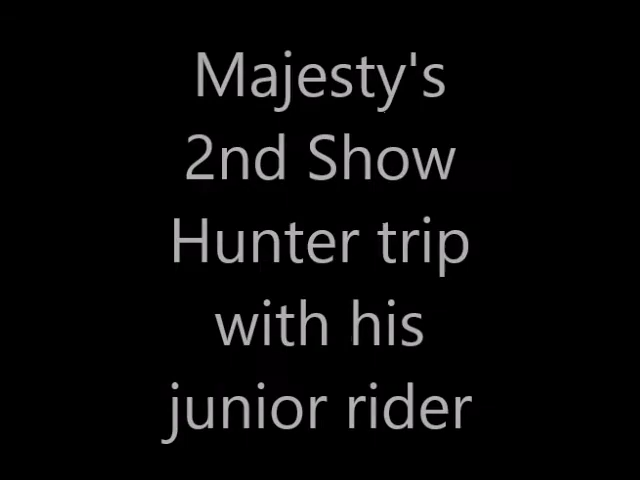 Majesty's
2nd Show
Hunter trip
with his
junior rider